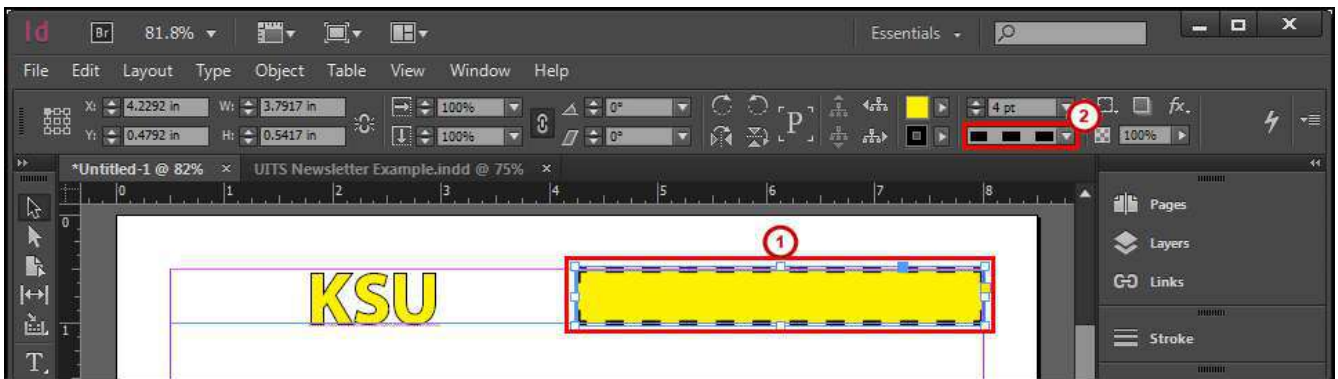 Id Br 81.8% Essentials
File Edit Layout Type Object Table View Window Help
X: 4.2292 in W: 3.7917 in 100% 0° P 4 pt 2 fx.
Y: 0.4792 in H: 0.5417 in 100% 0° 100%
*Untitled-1 @ 82% × UITS Newsletter Example.indd @ 75% ×
0 1 2 3 4 5 6 7 8
0
Pages
1
Layers
KSU
Links
1
Stroke
T